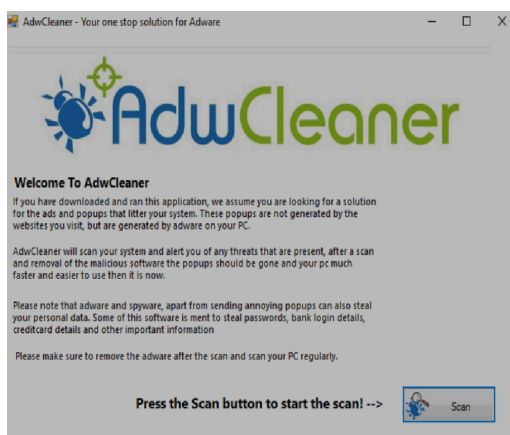 AdwCleaner - Your one stop solution for Adware
AdwCleaner
Welcome To AdwCleaner
If you have downloaded and ran this application, we assume you are looking for a solution
for the ads and popups that litter your system. These popups are not generated by the
websites you visit, but are generated by adware on your PC.
AdwCleaner will scan your system and alert you of any threats that are present, after a scan
and removal of the malicious software the popups should be gone and your pc much
faster and easier to use then it is now.
Please note that adware and spyware, apart from sending annoying popups can also steal
your personal data. Some of this software is ment to steal passwords, bank login details,
creditcard details and other important information
Please make sure to remove the adware after the scan and scan your PC regularly.
Press the Scan button to start the scan! -->
Scan